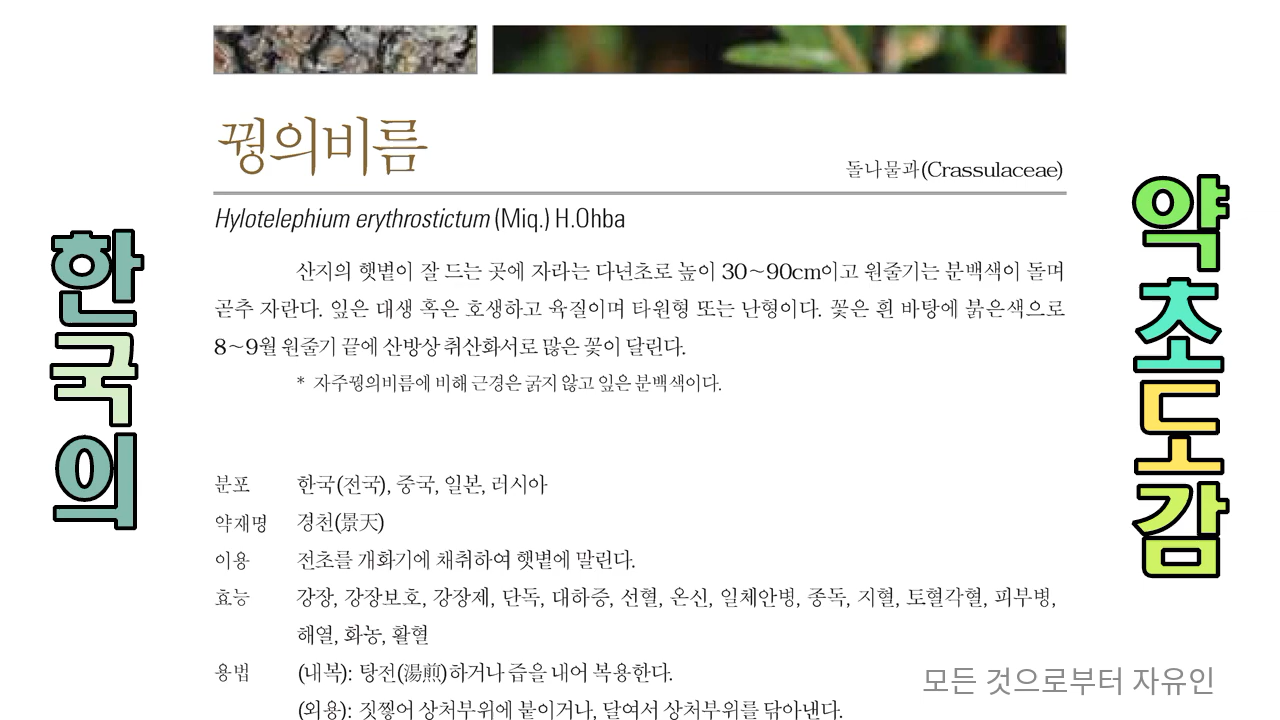 꿩의비름
돌나물과(Crassulaceae)
Hylotelephium erythrostictum (Miq.) H.Ohba
산지의 햇볕이 잘 드는 곳에 자라는 다년초로 높이 30~90cm이고 원줄기는 분백색이 돌며
곧추 자란다. 잎은 대생 혹은 호생하고 육질이며 타원형 또는 난형이다. 꽃은 흰 바탕에 붉은색으로
8~9월 원줄기 끝에 산방상 취산화서로 많은 꽃이 달린다.
* 자주꿩의비름에 비해 근경은 굵지 않고 잎은 분백색이다.
분포 한국(전국), 중국, 일본, 러시아
약재명 경천(景天)
이용 전초를 개화기에 채취하여 햇볕에 말린다.
효능 강장, 강장보호, 강장제, 단독, 대하증, 선혈, 온신, 일체안병, 종독, 지혈, 토혈각혈, 피부병,
해열, 화농, 활혈
용법 (내복): 탕전(湯煎)하거나 즙을 내어 복용한다.
(외용): 짓찧어 상처부위에 붙이거나, 달여서 상처부위를 닦아낸다.
한국의
약초도감
모든 것으로부터 자유인